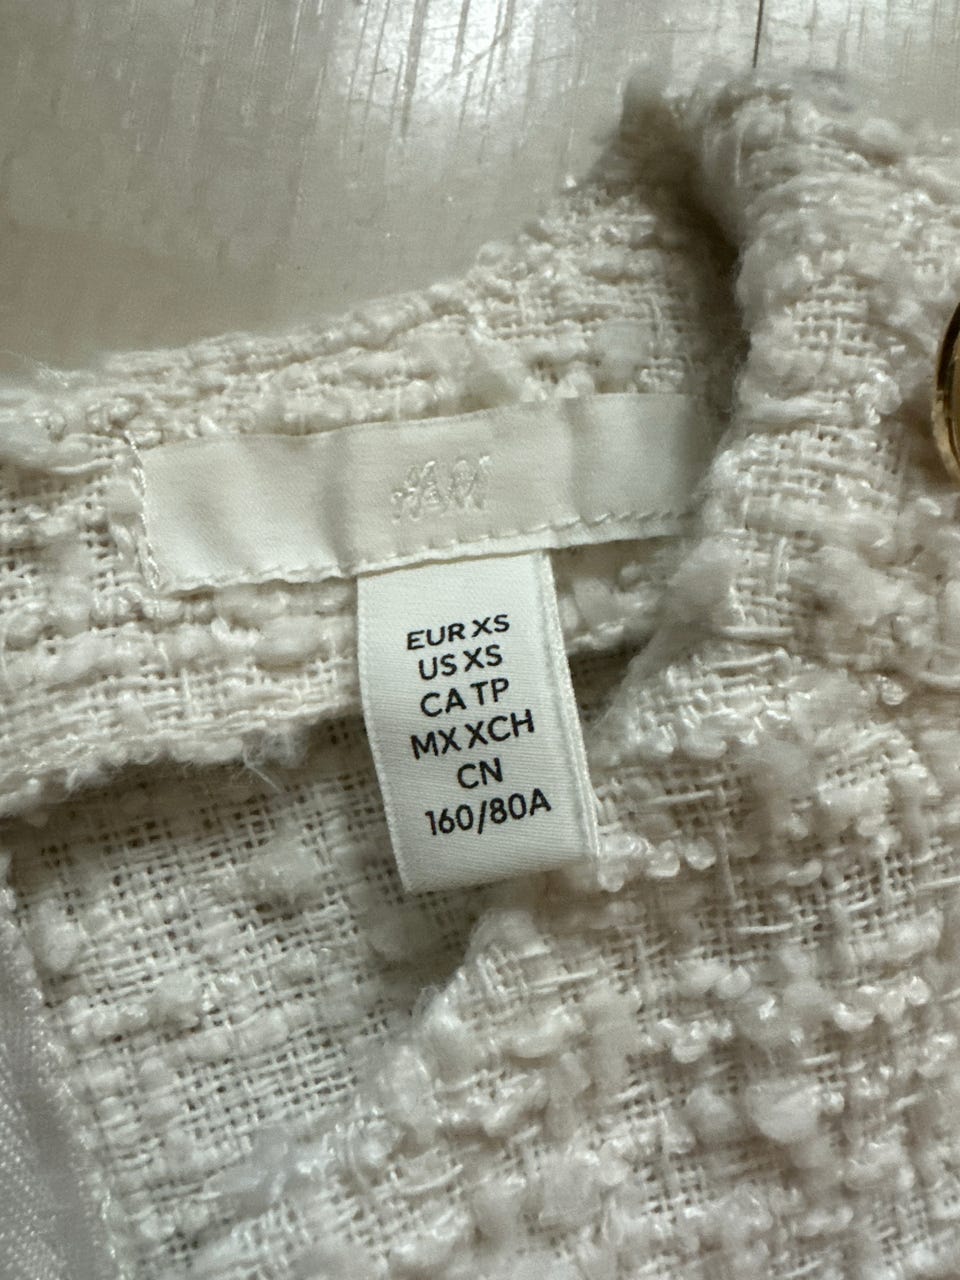 H&M
EUR XS
US XS
CA TP
MX XCH
CN
160/80A